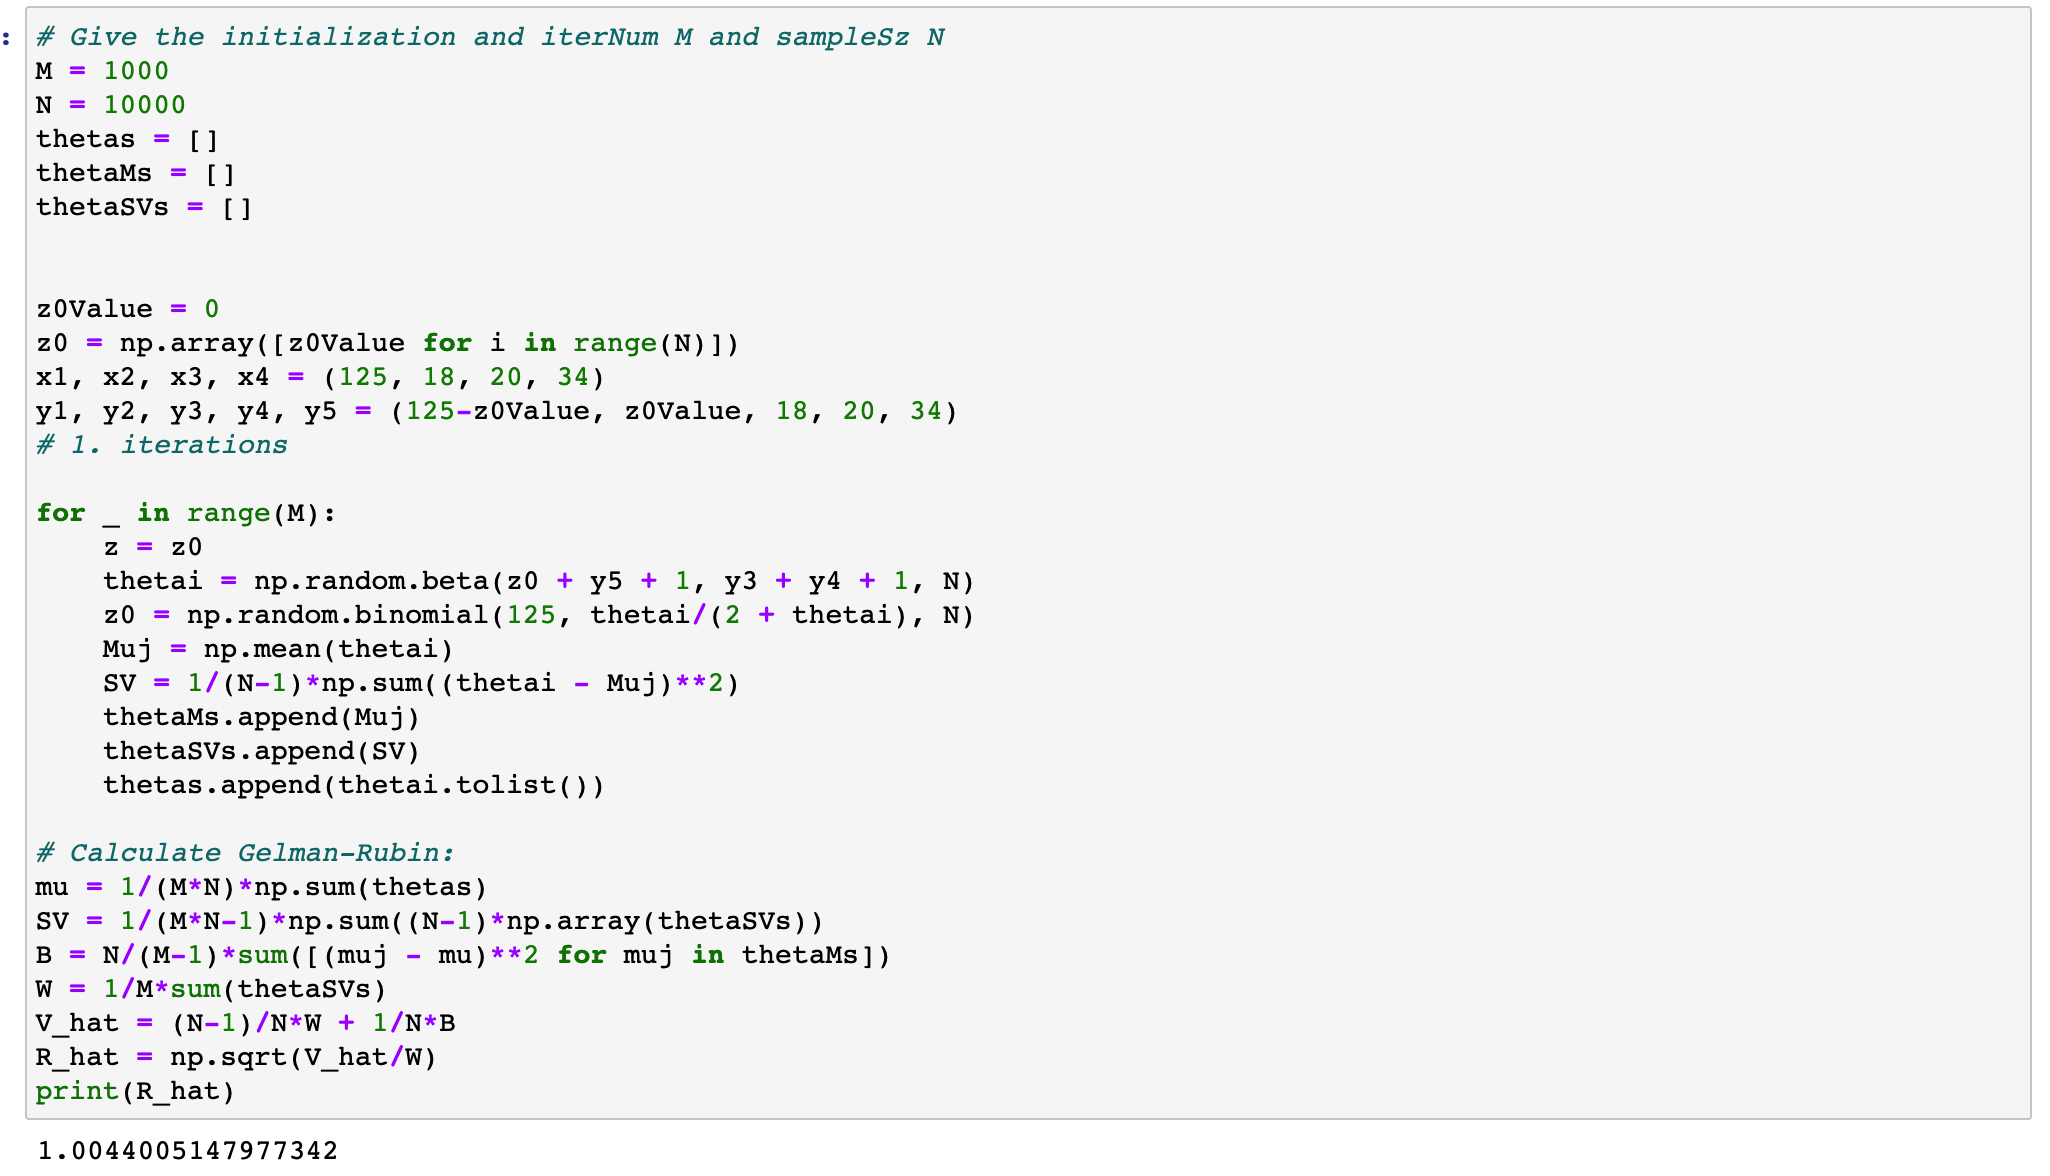 : # Give the initialization and iterNum M and sampleSz N
M = 1000
N = 10000
thetas = []
thetaMs = []
thetaSVs = []
z0Value = 0
z0 = np.array([z0Value for i in range(N)])
x1, x2, x3, x4 = (125, 18, 20, 34)
y1, y2, y3, y4, y5 = (125-z0Value, z0Value, 18, 20, 34)
# 1. iterations
for _ in range(M):
    z = z0
    thetai = np.random.beta(z0 + y5 + 1, y3 + y4 + 1, N)
    z0 = np.random.binomial(125, thetai/(2 + thetai), N)
    Muj = np.mean(thetai)
    SV = 1/(N-1)*np.sum((thetai - Muj)**2)
    thetaMs.append(Muj)
    thetaSVs.append(SV)
    thetas.append(thetai.tolist())
# Calculate Gelman-Rubin:
mu = 1/(M*N)*np.sum(thetas)
SV = 1/(M*N-1)*np.sum((N-1)*np.array(thetaSVs))
B = N/(M-1)*sum([(muj - mu)**2 for muj in thetaMs])
W = 1/M*sum(thetaSVs)
V_hat = (N-1)/N*W + 1/N*B
R_hat = np.sqrt(V_hat/W)
print(R_hat)
1.0044005147977342